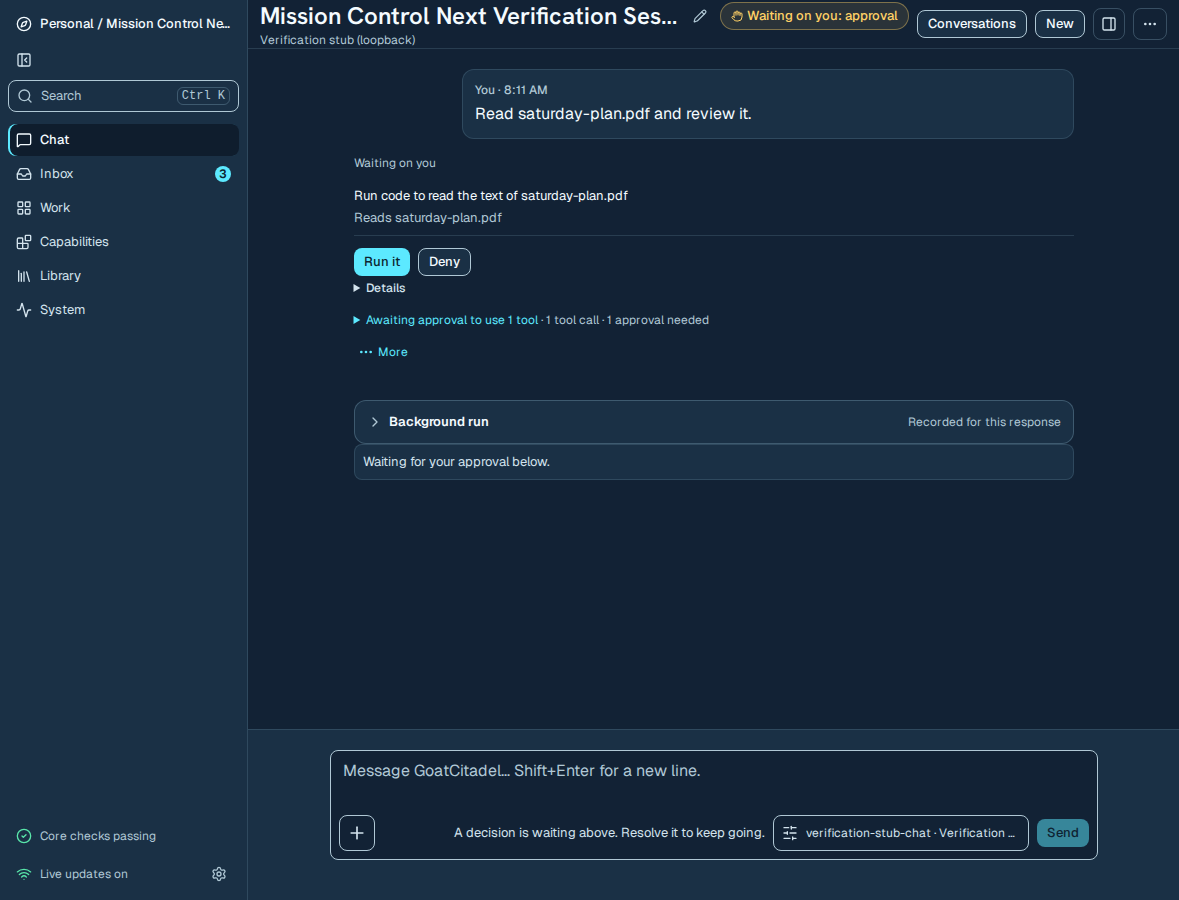 Personal / Mission Control Ne...
Search
Ctrl K
Chat
Inbox
3
Work
Capabilities
Library
System
Core checks passing
Live updates on
Mission Control Next Verification Ses...
Verification stub (loopback)
Waiting on you: approval
Conversations
New
You · 8:11 AM
Read saturday-plan.pdf and review it.
Waiting on you
Run code to read the text of saturday-plan.pdf
Reads saturday-plan.pdf
Run it
Deny
Details
Awaiting approval to use 1 tool · 1 tool call · 1 approval needed
More
Background run
Recorded for this response
Waiting for your approval below.
Message GoatCitadel... Shift+Enter for a new line.
A decision is waiting above. Resolve it to keep going.
verification-stub-chat · Verification ...
Send